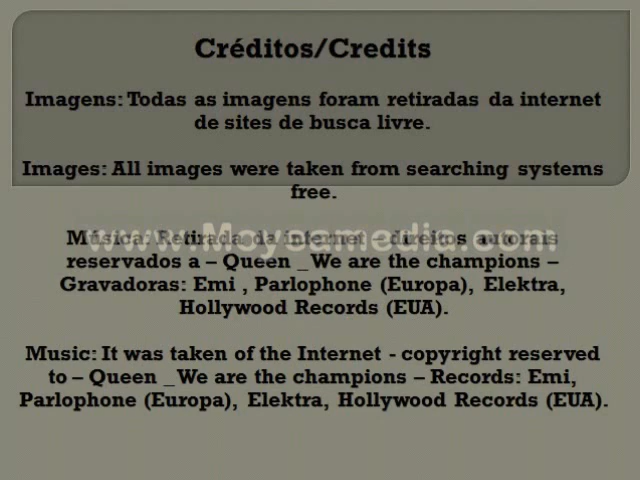 Créditos/Credits
Imagens: Todas as imagens foram retiradas da internet
de sites de busca livre.
Images: All images were taken from searching systems
free.
www.Moyeamedia.com
Música: Retirada da internet – direitos autorais
reservados a – Queen _ We are the champions –
Gravadoras: Emi , Parlophone (Europa), Elektra,
Hollywood Records (EUA).
Music: It was taken of the Internet - copyright reserved
to – Queen _ We are the champions – Records: Emi,
Parlophone (Europa), Elektra, Hollywood Records (EUA).